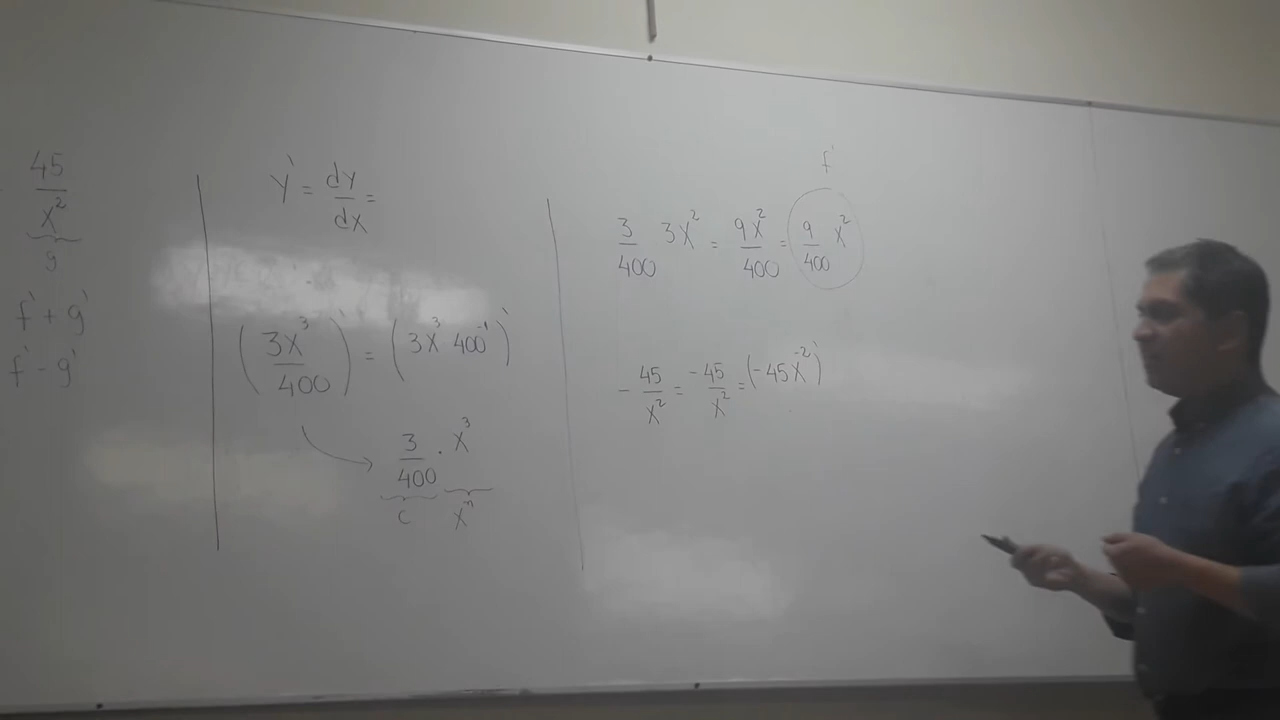 45
x²
g
f' + g'
f' - g'
y' = dy/dx =
(3x³/400)' = (3x³ 400⁻¹)'
3/400 · x³
c xⁿ
f'
3/400 3x² = 9x²/400 = 9/400 x²
- 45/x² = -45/x² = (-45x⁻²)'